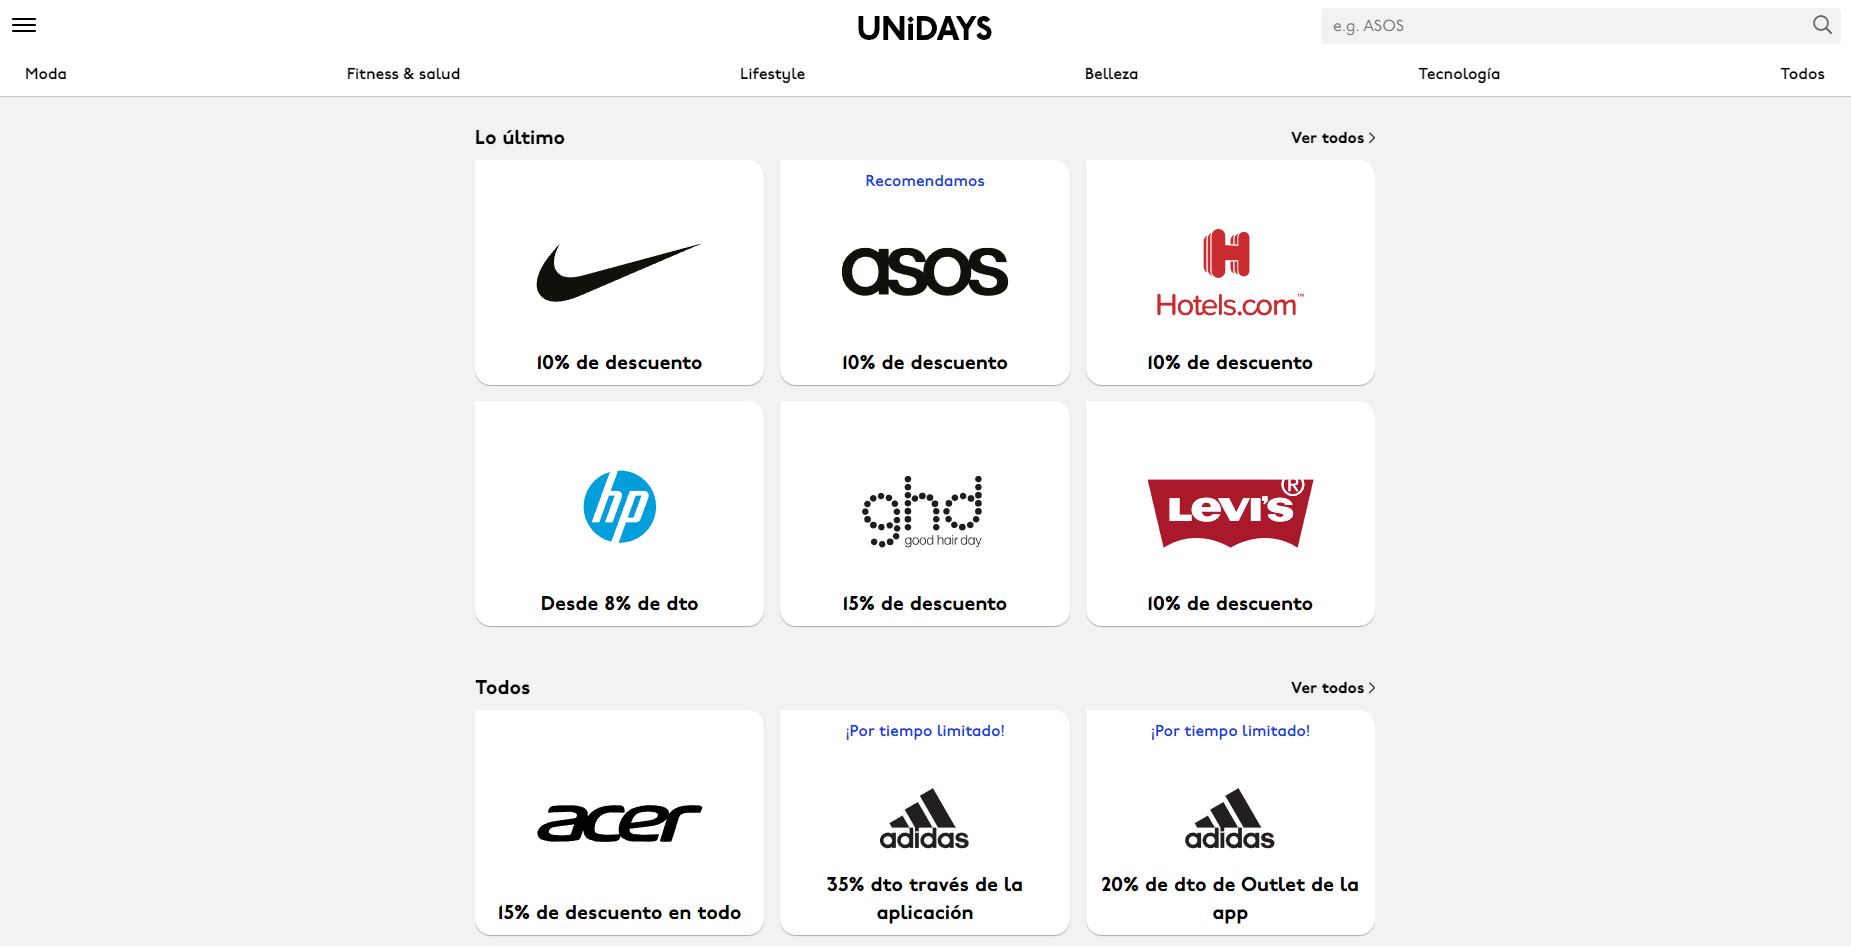 UNiDAYS
e.g. ASOS
Moda
Fitness & salud
Lifestyle
Belleza
Tecnología
Todos
Lo último
Ver todos
10% de descuento
Recomendamos
asos
10% de descuento
Hotels.com™
10% de descuento
hp
Desde 8% de dto
ghd
good hair day
15% de descuento
LEVI'S®
10% de descuento
Todos
Ver todos
acer
15% de descuento en todo
¡Por tiempo limitado!
adidas
35% dto través de la
aplicación
¡Por tiempo limitado!
adidas
20% de dto de Outlet de la
app